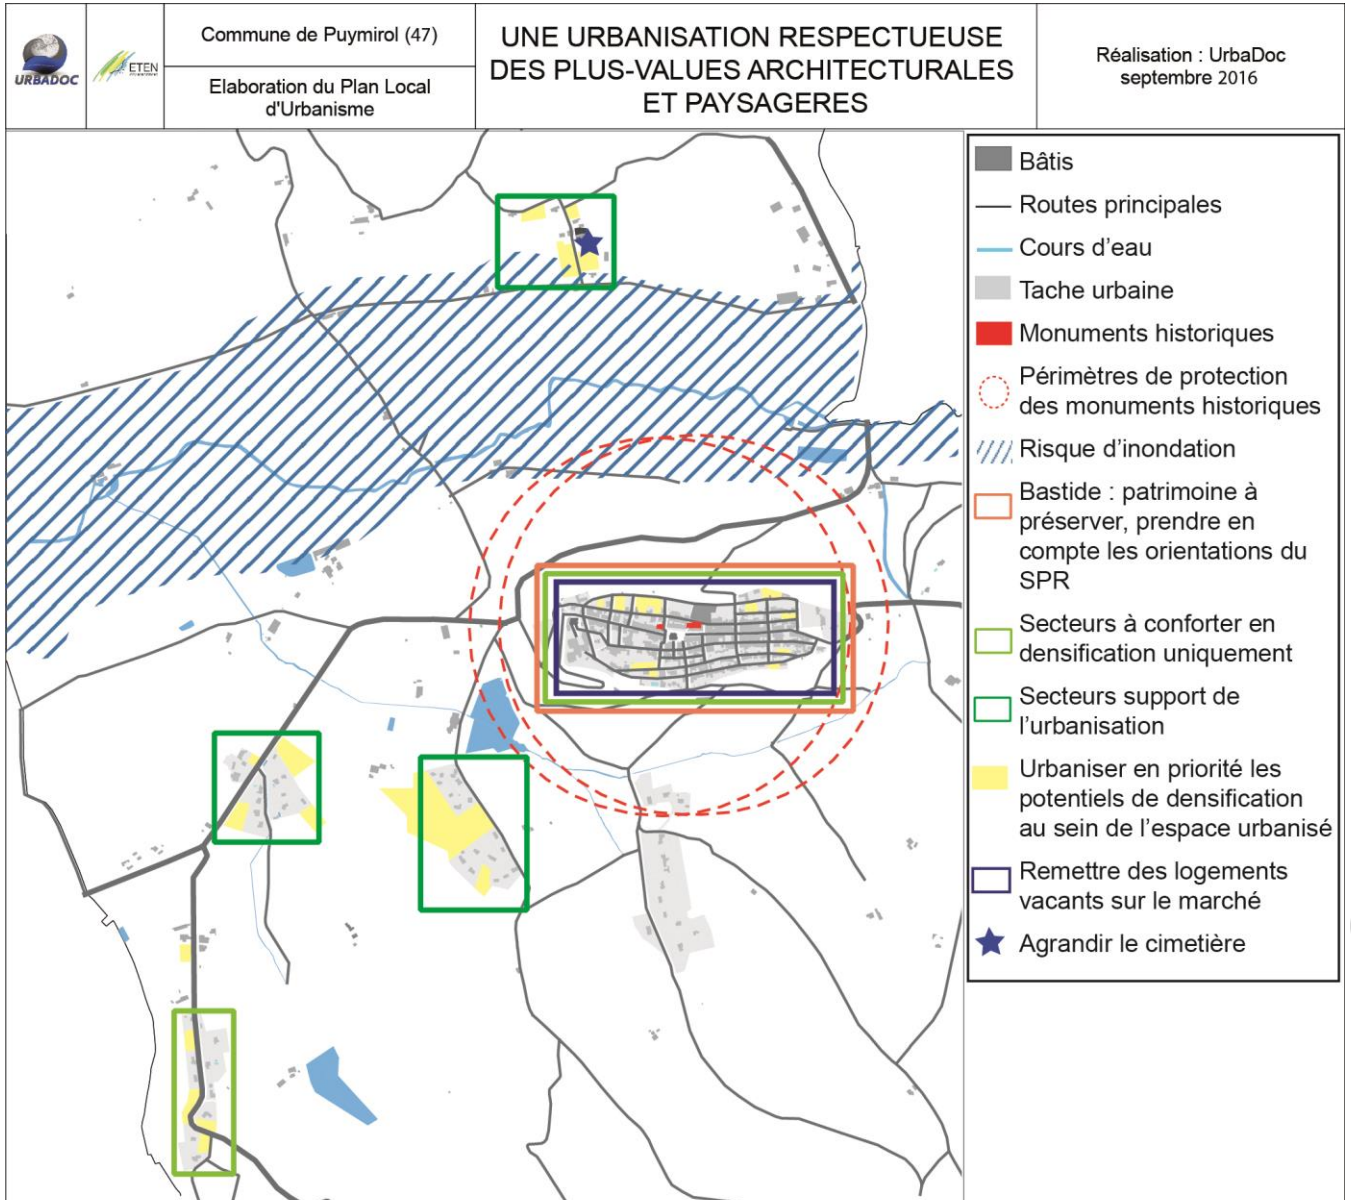 URBADOC
ETEN
Commune de Puymirol (47)
Elaboration du Plan Local
d'Urbanisme
UNE URBANISATION RESPECTUEUSE
DES PLUS-VALUES ARCHITECTURALES
ET PAYSAGERES
Réalisation : UrbaDoc
septembre 2016
Bâtis
Routes principales
Cours d'eau
Tache urbaine
Monuments historiques
Périmètres de protection
des monuments historiques
Risque d'inondation
Bastide : patrimoine à
préserver, prendre en
compte les orientations du
SPR
Secteurs à conforter en
densification uniquement
Secteurs support de
l'urbanisation
Urbaniser en priorité les
potentiels de densification
au sein de l'espace urbanisé
Remettre des logements
vacants sur le marché
Agrandir le cimetière